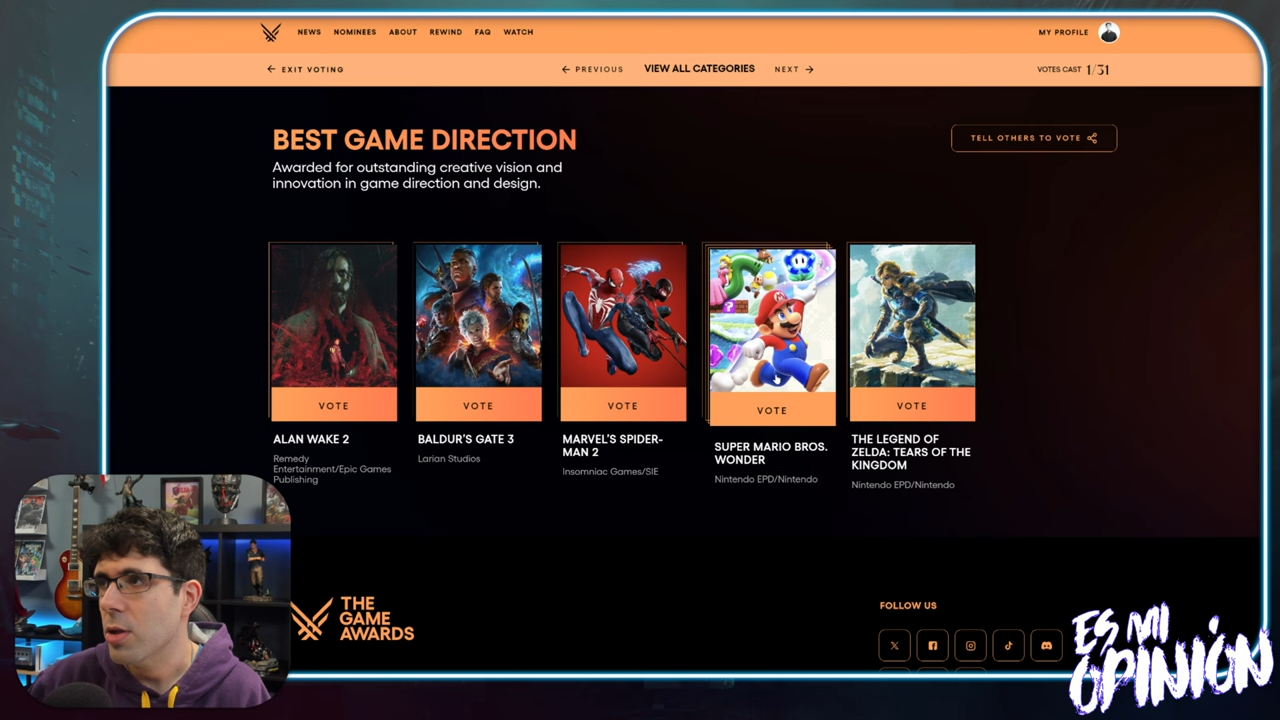 NEWS NOMINEES ABOUT REWIND FAQ WATCH MY PROFILE
EXIT VOTING PREVIOUS VIEW ALL CATEGORIES NEXT VOTES CAST 1/31
BEST GAME DIRECTION
TELL OTHERS TO VOTE
Awarded for outstanding creative vision and
innovation in game direction and design.
VOTE VOTE VOTE VOTE VOTE
ALAN WAKE 2
Remedy
Entertainment/Epic Games
Publishing
BALDUR'S GATE 3
Larian Studios
MARVEL'S SPIDER-
MAN 2
Insomniac Games/SIE
SUPER MARIO BROS.
WONDER
Nintendo EPD/Nintendo
THE LEGEND OF
ZELDA: TEARS OF THE
KINGDOM
Nintendo EPD/Nintendo
THE
GAME
AWARDS
FOLLOW US
ES MI
OPINIÓN